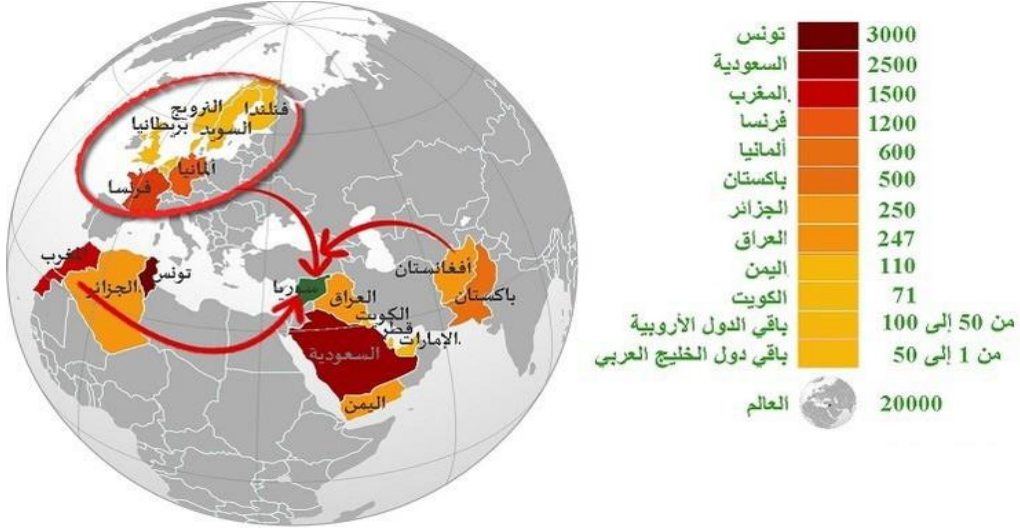 فنلندا
النرويج
بريطانيا
السويد
ألمانيا
فرنسا
المغرب
تونس
الجزائر
سوريا
أفغانستان
باكستان
العراق
الكويت
قطر
الإمارات
السعودية
اليمن
تونس 3000
السعودية 2500
المغرب 1500
فرنسا 1200
ألمانيا 600
باكستان 500
الجزائر 250
العراق 247
اليمن 110
الكويت 71
باقي الدول الأروبية من 50 إلى 100
باقي دول الخليج العربي من 1 إلى 50
العالم 20000